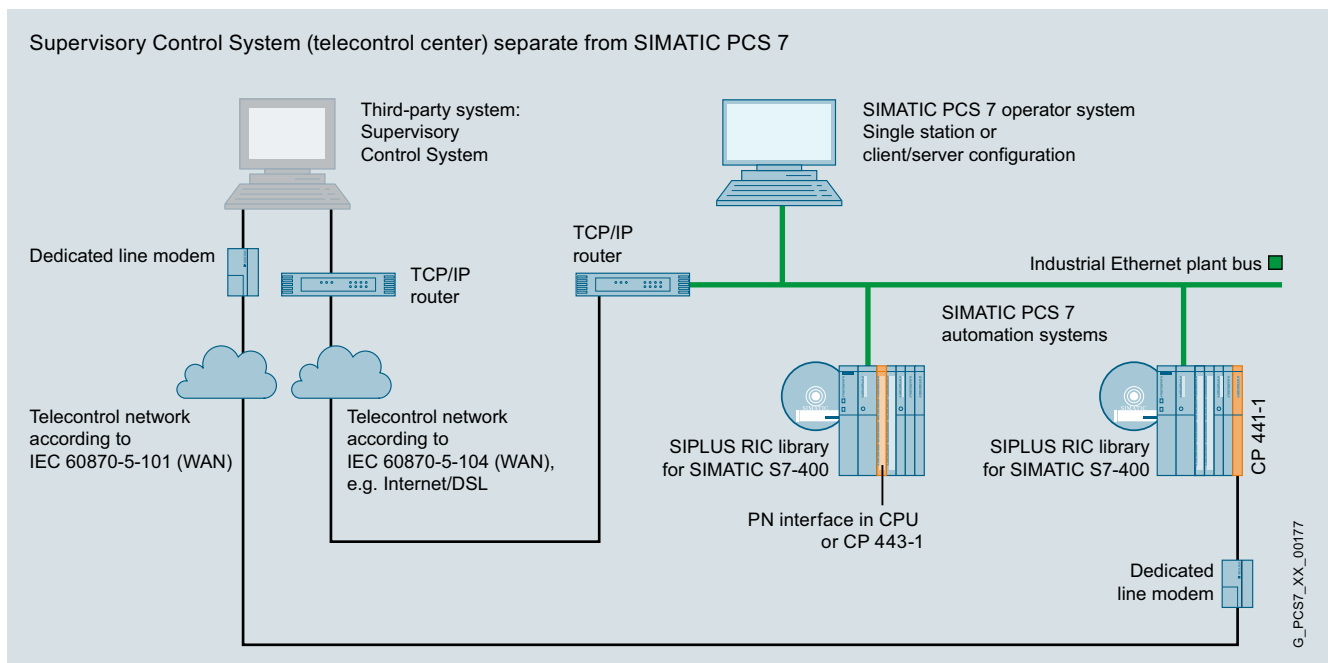 Supervisory Control System (telecontrol center) separate from SIMATIC PCS 7
Third-party system:
Supervisory
Control System
SIMATIC PCS 7 operator system
Single station or
client/server configuration
Dedicated line modem
TCP/IP
router
TCP/IP
router
Industrial Ethernet plant bus
SIMATIC PCS 7
automation systems
Telecontrol network
according to
IEC 60870-5-101 (WAN)
Telecontrol network
according to
IEC 60870-5-104 (WAN),
e.g. Internet/DSL
SIPLUS RIC library
for SIMATIC S7-400
PN interface in CPU
or CP 443-1
SIPLUS RIC library
for SIMATIC S7-400
CP 441-1
Dedicated
line modem
G_PCS7_XX_00177